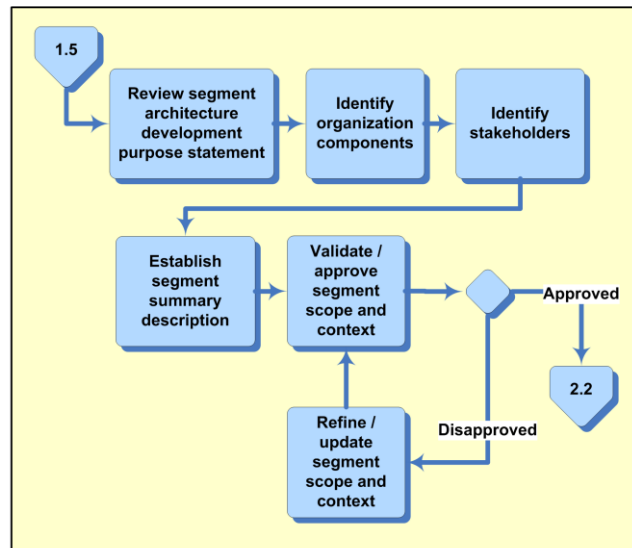 1.5
Review segment
architecture
development
purpose statement
Identify
organization
components
Identify
stakeholders
Establish
segment
summary
description
Validate /
approve
segment
scope and
context
Approved
2.2
Disapproved
Refine /
update
segment
scope and
context